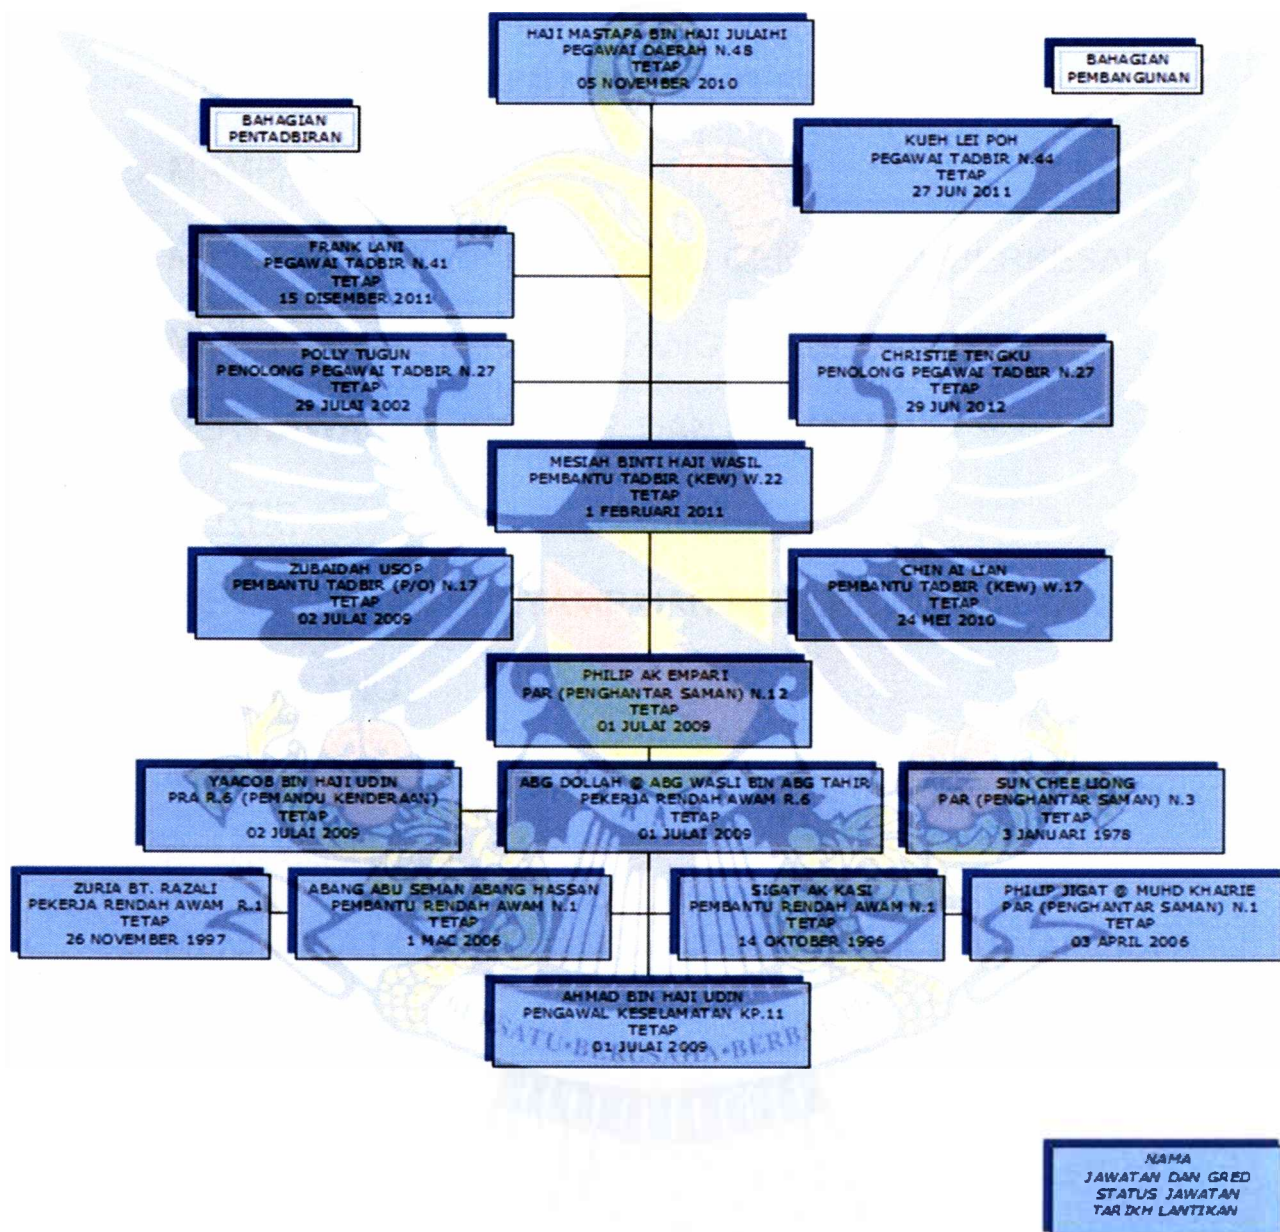 HAJI MASTAPA BIN HAJI JULAIHI
PEGAWAI DAERAH N.48
TETAP
05 NOVEMBER 2010
BAHAGIAN
PEMBANGUNAN
BAHAGIAN
PENTADBIRAN
KUEH LEI POH
PEGAWAI TADBIR N.44
TETAP
27 JUN 2011
FRANK LANI
PEGAWAI TADBIR N.41
TETAP
15 DISEMBER 2011
POLLY TUGUN
PENOLONG PEGAWAI TADBIR N.27
TETAP
29 JULAI 2002
CHRISTIE TENGKU
PENOLONG PEGAWAI TADBIR N.27
TETAP
29 JUN 2012
MESIAH BINTI HAJI WASIL
PEMBANTU TADBIR (KEW) W.22
TETAP
1 FEBRUARI 2011
ZUBAIDAH USOP
PEMBANTU TADBIR (P/O) N.17
TETAP
02 JULAI 2009
CHIN AI LIAN
PEMBANTU TADBIR (KEW) W.17
TETAP
24 MEI 2010
PHILIP AK EMPARI
PAR (PENGHANTAR SAMAN) N.12
TETAP
01 JULAI 2009
YAACOB BIN HAJI UDIN
PRA R.6 (PEMANDU KENDERAAN)
TETAP
02 JULAI 2009
ABG DOLLAH @ ABG WASLI BIN ABG TAHIR
PEKERJA RENDAH AWAM R.6
TETAP
01 JULAI 2009
SUN CHEE LIONG
PAR (PENGHANTAR SAMAN) N.3
TETAP
3 JANUARI 1978
ZURIA BT. RAZALI
PEKERJA RENDAH AWAM R.1
TETAP
26 NOVEMBER 1997
ABANG ABU SEMAN ABANG HASSAN
PEMBANTU RENDAH AWAM N.1
TETAP
1 MAC 2006
SIGAT AK KASI
PEMBANTU RENDAH AWAM N.1
TETAP
14 OKTOBER 1996
PHILIP JIGAT @ MUHD KHAIRIE
PAR (PENGHANTAR SAMAN) N.1
TETAP
03 APRIL 2006
AHMAD BIN HAJI UDIN
PENGAWAL KESELAMATAN KP.11
TETAP
01 JULAI 2009
SATU•BERUSAHA•BERB
NAMA
JAWATAN DAN GRED
STATUS JAWATAN
TARIKH LANTIKAN